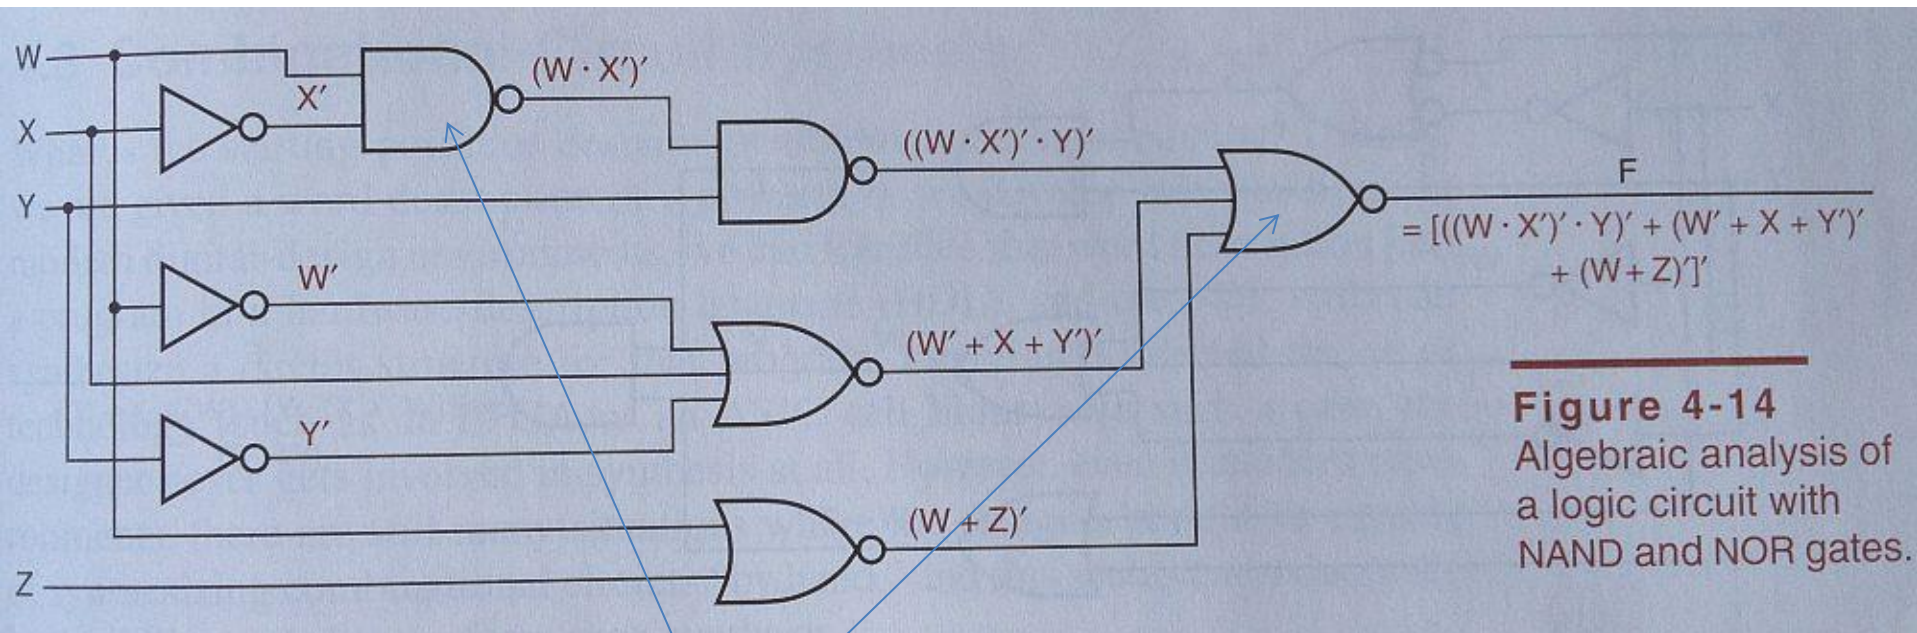 W
X
Y
Z
X′
(W · X′)′
((W · X′)′ · Y)′
W′
(W′ + X + Y′)′
Y′
(W + Z)′
F
= [((W · X′)′ · Y)′ + (W′ + X + Y′)′
+ (W + Z)′]′
Figure 4-14
Algebraic analysis of
a logic circuit with
NAND and NOR gates.